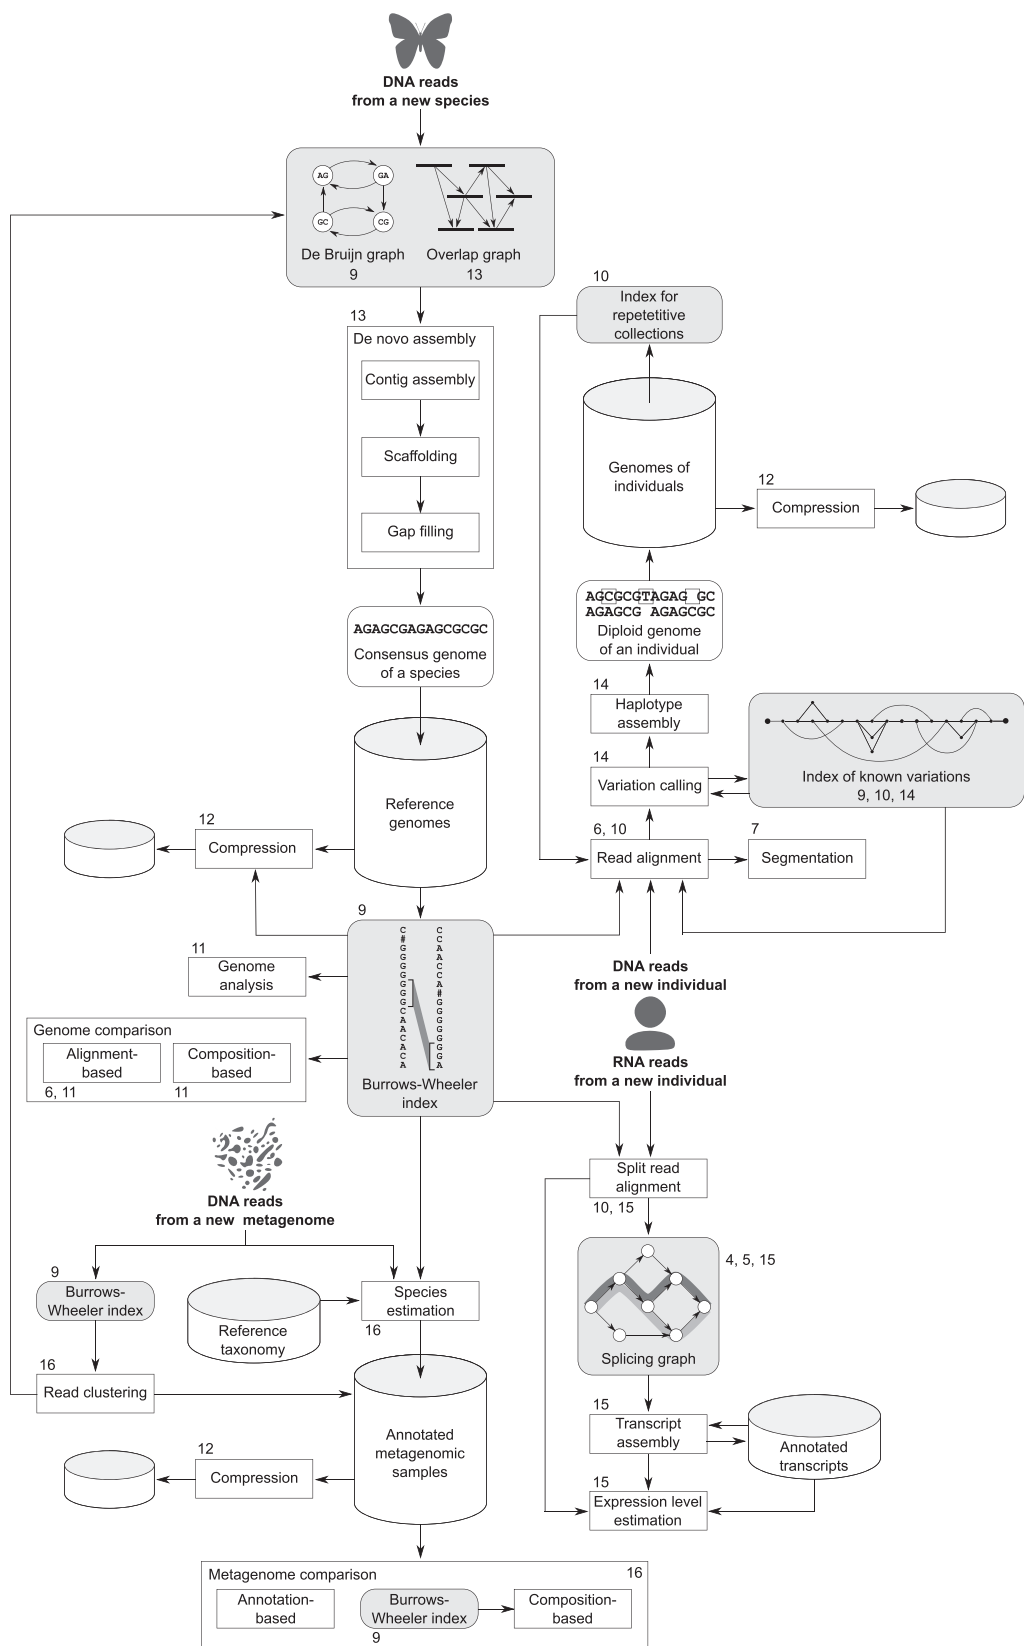 DNA reads
from a new species
AG
GA
GC
CG
De Bruijn graph
9
Overlap graph
13
13
De novo assembly
Contig assembly
Scaffolding
Gap filling
AGAGCGAGAGCGCGC
Consensus genome
of a species
Reference
genomes
12
Compression
9
C C
# C
G A
G A
G C
G C
G A
G #
G G
C G
A G
A G
C G
A G
C G
A A
Burrows-Wheeler
index
11
Genome
analysis
Genome comparison
Alignment-
based
6, 11
Composition-
based
11
DNA reads
from a new metagenome
9
Burrows-
Wheeler index
16
Read clustering
Reference
taxonomy
Species
estimation
16
Annotated
metagenomic
samples
12
Compression
Metagenome comparison
16
Annotation-
based
Burrows-
Wheeler index
9
Composition-
based
10
Index for
repetetitive
collections
Genomes of
individuals
12
Compression
AGCGCGTAGAG GC
AGAGCG AGAGCGC
Diploid genome
of an individual
14
Haplotype
assembly
14
Variation calling
Index of known variations
9, 10, 14
6, 10
Read alignment
7
Segmentation
DNA reads
from a new individual
RNA reads
from a new individual
Split read
alignment
10, 15
4, 5, 15
Splicing graph
15
Transcript
assembly
Annotated
transcripts
15
Expression level
estimation